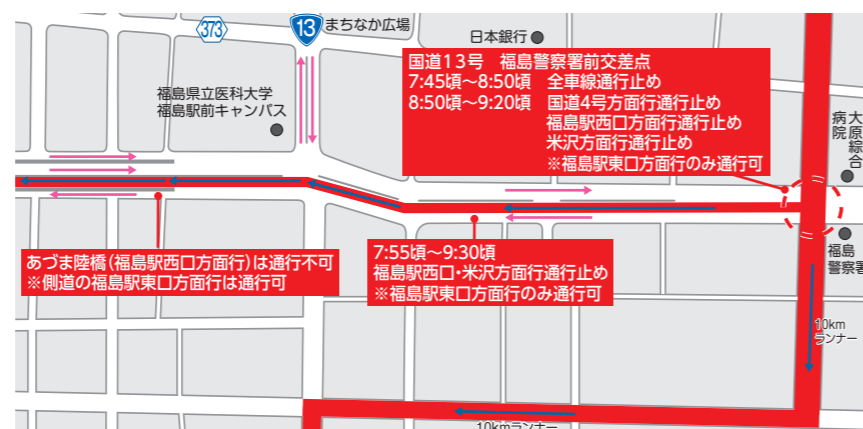 373
13
まちなか広場
日本銀行
国道13号　福島警察署前交差点
7:45頃〜8:50頃　全車線通行止め
8:50頃〜9:20頃　国道4号方面行通行止め
福島駅西口方面行通行止め
米沢方面行通行止め
※福島駅東口方面行のみ通行可
福島県立医科大学
福島駅前キャンパス
大原綜合
病院
あづま陸橋(福島駅西口方面行)は通行不可
※側道の福島駅東口方面行は通行可
7:55頃〜9:30頃
福島駅西口・米沢方面行通行止め
※福島駅東口方面行のみ通行可
福島
警察署
10km
ランナー
10kmランナー